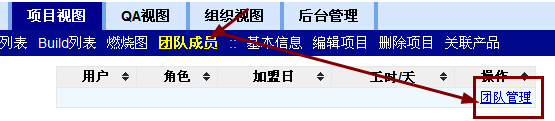 项目视图 QA视图 组织视图 后台管理
列表 Build列表 燃烧图 团队成员 :: 基本信息 编辑项目 删除项目 关联产品
用户 角色 加盟日 工时/天 操作
团队管理